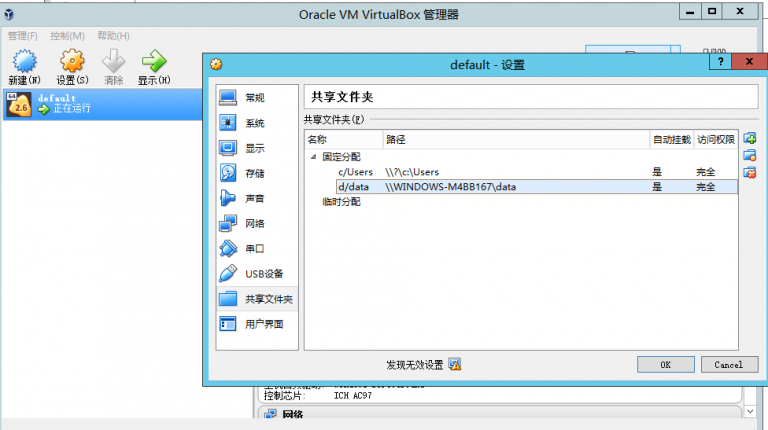 Oracle VM VirtualBox 管理器
管理(F) 控制(M) 帮助(H)
新建(N) 设置(S) 清除 显示(H)
64
2.6
default
正在运行
default - 设置
? x
常规
系统
显示
存储
声音
网络
串口
USB设备
共享文件夹
用户界面
共享文件夹
共享文件夹(F)
名称 路径 自动挂载 访问权限
固定分配
c/Users \\?\c:\Users 是 完全
d/data \\WINDOWS-M4BB167\data 是 完全
临时分配
发现无效设置
OK Cancel
控制芯片: ICH AC97
网络